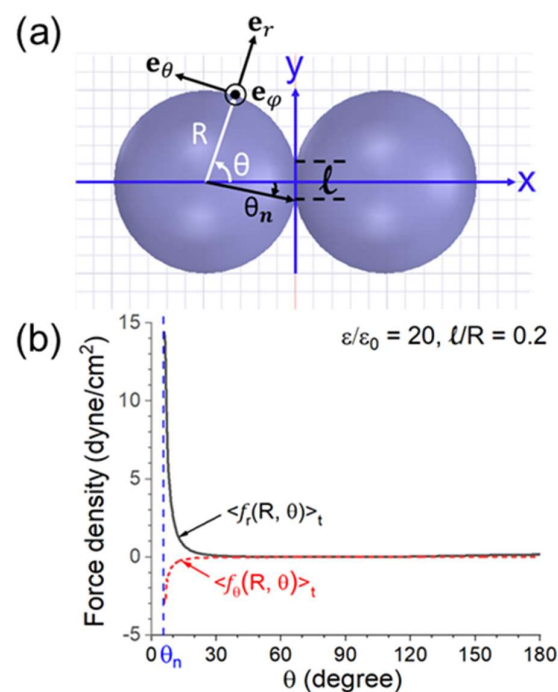 (a)
e_r
e_θ
e_φ
y
R
θ
ℓ
θ_n
x
(b)
ε/ε₀ = 20, ℓ/R = 0.2
Force density (dyne/cm²)
15
10
5
0
-5
<f_r(R, θ)>_t
<f_θ(R, θ)>_t
0 30 60 90 120 150 180
θ_n
θ (degree)